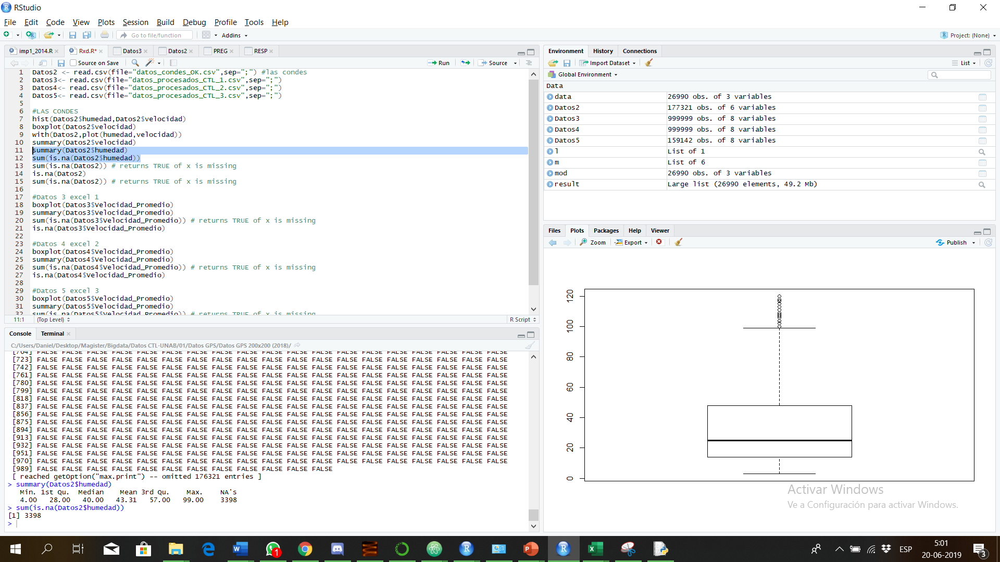 RStudio
File Edit Code View Plots Session Build Debug Profile Tools Help
Go to file/function Addins Project: (None)
imp1_2014.R Rxd.R* Datos3 Datos2 PREG RESP
Source on Save Run Source
1 Datos2 <- read.csv(file="datos_condes_OK.csv",sep=";") #las condes
2 Datos3<- read.csv(file="datos_procesados_CTL_1.csv",sep=";")
3 Datos4<- read.csv(file="datos_procesados_CTL_2.csv",sep=";")
4 Datos5<- read.csv(file="datos_procesados_CTL_3.csv",sep=";")
5
6 #LAS CONDES
7 hist(Datos2$humedad,Datos2$velocidad)
8 boxplot(Datos2$velocidad)
9 with(Datos2,plot(humedad,velocidad))
10 summary(Datos2$velocidad)
11 summary(Datos2$humedad)
12 sum(is.na(Datos2$humedad))
13 sum(is.na(Datos2)) # returns TRUE of x is missing
14 is.na(Datos2)
15 sum(is.na(Datos2)) # returns TRUE of x is missing
16
17 #Datos 3 excel 1
18 boxplot(Datos3$Velocidad_Promedio)
19 summary(Datos3$Velocidad_Promedio)
20 sum(is.na(Datos3$Velocidad_Promedio)) # returns TRUE of x is missing
21 is.na(Datos3$Velocidad_Promedio)
22
23 #Datos 4 excel 2
24 boxplot(Datos4$Velocidad_Promedio)
25 summary(Datos4$Velocidad_Promedio)
26 sum(is.na(Datos4$Velocidad_Promedio)) # returns TRUE of x is missing
27 is.na(Datos4$Velocidad_Promedio)
28
29 #Datos 5 excel 3
30 boxplot(Datos5$Velocidad_Promedio)
31 summary(Datos5$Velocidad_Promedio)
32 sum(is.na(Datos5$Velocidad_Promedio)) # returns TRUE of x is missing
11:1 (Top Level) R Script
Console Terminal
C:/Users/Daniel/Desktop/Magister/Bigdata/Datos CTL-UNAB/01/Datos GPS/Datos GPS 200x200 (2018)/
[704] FALSE FALSE FALSE FALSE FALSE FALSE FALSE FALSE FALSE FALSE FALSE FALSE FALSE FALSE FALSE FALSE FALSE FALSE FALSE
[723] FALSE FALSE FALSE FALSE FALSE FALSE FALSE FALSE FALSE FALSE FALSE FALSE FALSE FALSE FALSE FALSE FALSE FALSE FALSE
[742] FALSE FALSE FALSE FALSE FALSE FALSE FALSE FALSE FALSE FALSE FALSE FALSE FALSE FALSE FALSE FALSE FALSE FALSE FALSE
[761] FALSE FALSE FALSE FALSE FALSE FALSE FALSE FALSE FALSE FALSE FALSE FALSE FALSE FALSE FALSE FALSE FALSE FALSE FALSE
[780] FALSE FALSE FALSE FALSE FALSE FALSE FALSE FALSE FALSE FALSE FALSE FALSE FALSE FALSE FALSE FALSE FALSE FALSE FALSE
[799] FALSE FALSE FALSE FALSE FALSE FALSE FALSE FALSE FALSE FALSE FALSE FALSE FALSE FALSE FALSE FALSE FALSE FALSE FALSE
[818] FALSE FALSE FALSE FALSE FALSE FALSE FALSE FALSE FALSE FALSE FALSE FALSE FALSE FALSE FALSE FALSE FALSE FALSE FALSE
[837] FALSE FALSE FALSE FALSE FALSE FALSE FALSE FALSE FALSE FALSE FALSE FALSE FALSE FALSE FALSE FALSE FALSE FALSE FALSE
[856] FALSE FALSE FALSE FALSE FALSE FALSE FALSE FALSE FALSE FALSE FALSE FALSE FALSE FALSE FALSE FALSE FALSE FALSE FALSE
[875] FALSE FALSE FALSE FALSE FALSE FALSE FALSE FALSE FALSE FALSE FALSE FALSE FALSE FALSE FALSE FALSE FALSE FALSE FALSE
[894] FALSE FALSE FALSE FALSE FALSE FALSE FALSE FALSE FALSE FALSE FALSE FALSE FALSE FALSE FALSE FALSE FALSE FALSE FALSE
[913] FALSE FALSE FALSE FALSE FALSE FALSE FALSE FALSE FALSE FALSE FALSE FALSE FALSE FALSE FALSE FALSE FALSE FALSE FALSE
[932] FALSE FALSE FALSE FALSE FALSE FALSE FALSE FALSE FALSE FALSE FALSE FALSE FALSE FALSE FALSE FALSE FALSE FALSE FALSE
[951] FALSE FALSE FALSE FALSE FALSE FALSE FALSE FALSE FALSE FALSE FALSE FALSE FALSE FALSE FALSE FALSE FALSE FALSE FALSE
[970] FALSE FALSE FALSE FALSE FALSE FALSE FALSE FALSE FALSE FALSE FALSE FALSE FALSE FALSE FALSE FALSE FALSE FALSE FALSE
[989] FALSE FALSE FALSE FALSE FALSE FALSE FALSE FALSE FALSE FALSE FALSE FALSE
[ reached getOption("max.print") -- omitted 176321 entries ]
> summary(Datos2$humedad)
Min. 1st Qu. Median Mean 3rd Qu. Max. NA's
4.00 28.00 40.00 43.31 57.00 99.00 3398
> sum(is.na(Datos2$humedad))
[1] 3398
>
Environment History Connections
Import Dataset List
Global Environment
Data
data 26990 obs. of 3 variables
Datos2 177321 obs. of 6 variables
Datos3 999999 obs. of 8 variables
Datos4 999999 obs. of 8 variables
Datos5 159142 obs. of 8 variables
l List of 1
m List of 6
mod 26990 obs. of 3 variables
result Large list (26990 elements, 49.2 Mb)
Files Plots Packages Help Viewer
Zoom Export Publish
120
100
80
60
40
20
0
Activar Windows
Ve a Configuración para activar Windows.
1
ESP
5:01
20-06-2019
3